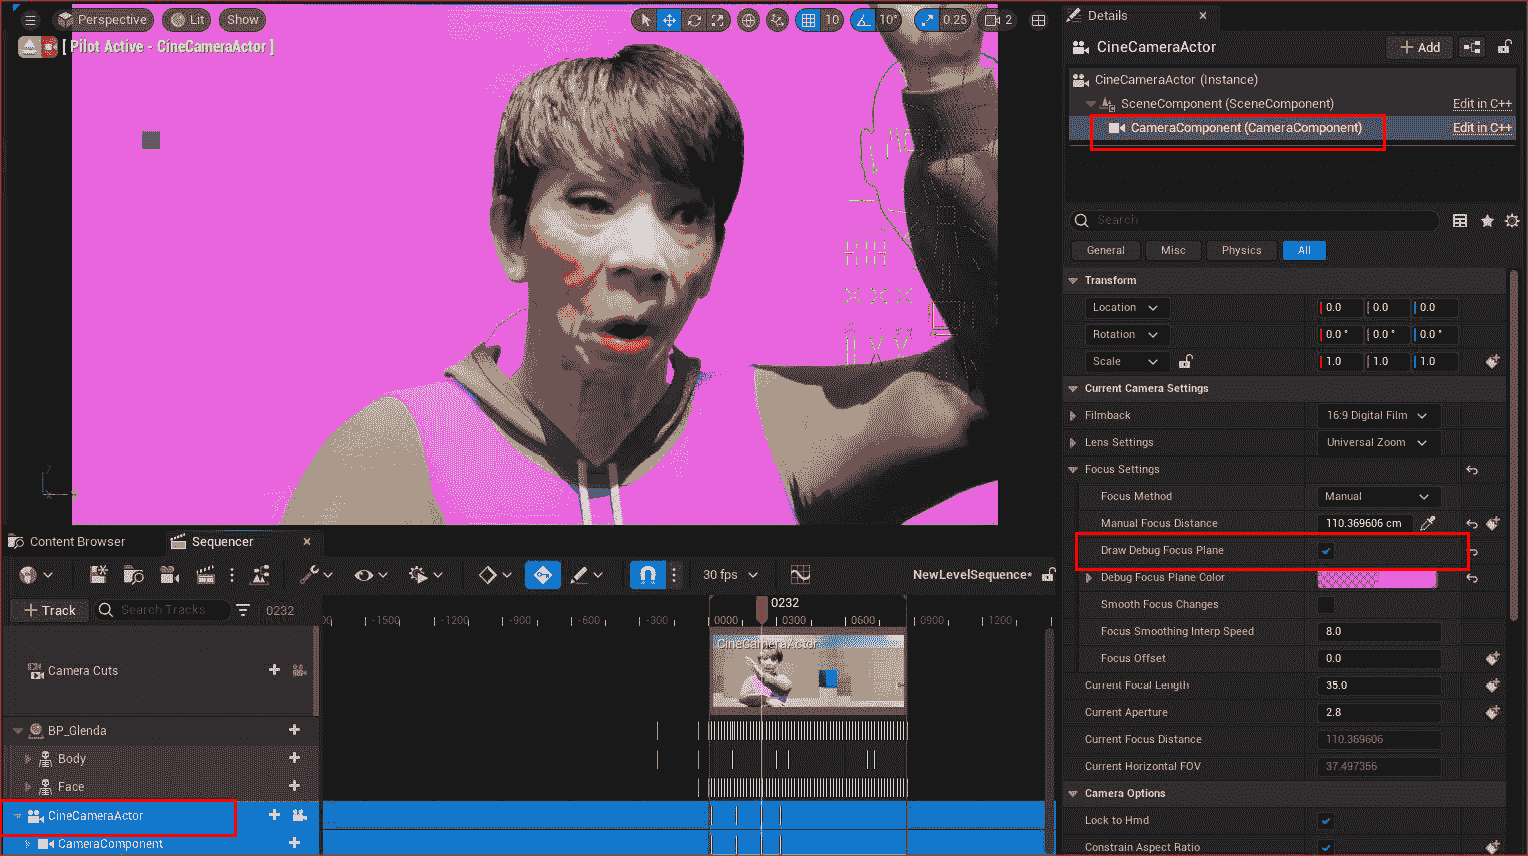 Perspective
Lit
Show
10
10°
0.25
2
[ Pilot Active - CineCameraActor ]
Details
CineCameraActor
Add
CineCameraActor (Instance)
SceneComponent (SceneComponent)
Edit in C++
CameraComponent (CameraComponent)
Edit in C++
Search
General
Misc
Physics
All
Transform
Location
0.0
0.0
0.0
Rotation
0.0 °
0.0 °
0.0 °
Scale
1.0
1.0
1.0
Current Camera Settings
Filmback
16:9 Digital Film
Lens Settings
Universal Zoom
Focus Settings
Focus Method
Manual
Manual Focus Distance
110.369606 cm
Draw Debug Focus Plane
Debug Focus Plane Color
Smooth Focus Changes
Focus Smoothing Interp Speed
8.0
Focus Offset
0.0
Current Focal Length
35.0
Current Aperture
2.8
Current Focus Distance
110.369606
Current Horizontal FOV
37.497356
Camera Options
Lock to Hmd
Constrain Aspect Ratio
Content Browser
Sequencer
30 fps
NewLevelSequence*
Track
Search Tracks
0232
0232
-1500
-1200
-900
-600
-300
0000
0300
0600
0900
1200
CineCameraActor
Camera Cuts
BP_Glenda
Body
Face
CineCameraActor
CameraComponent